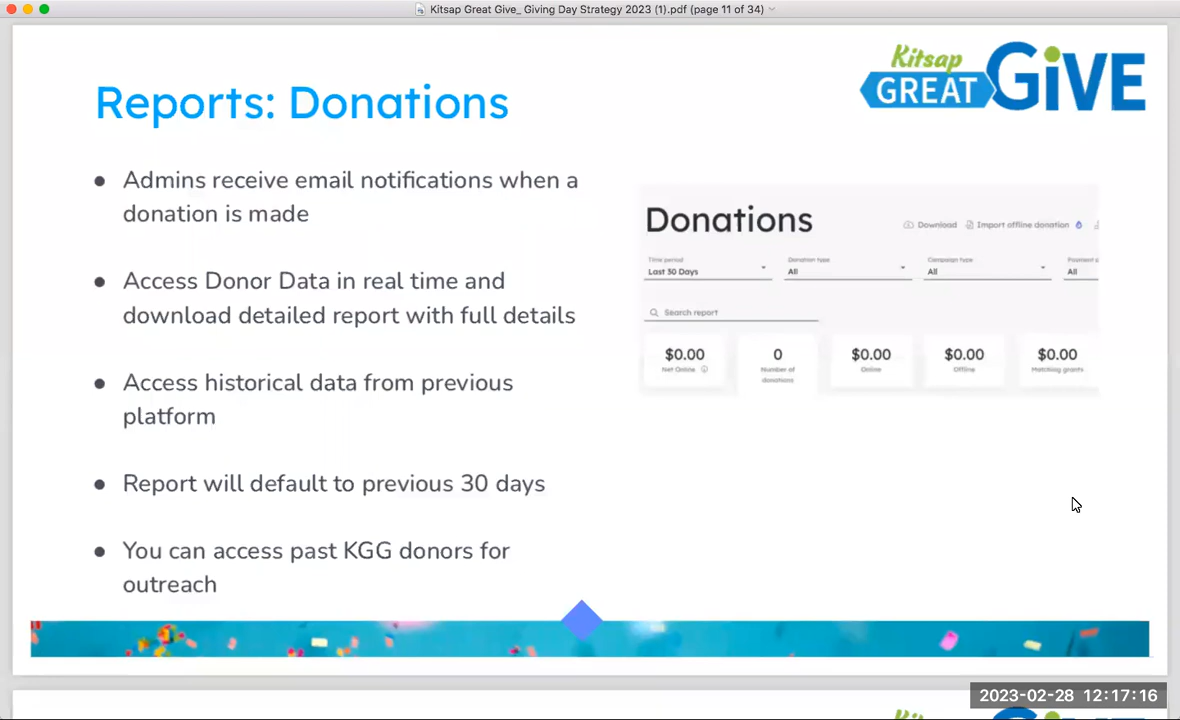 Kitsap Great Give_ Giving Day Strategy 2023 (1).pdf (page 11 of 34)
Kitsap
GREAT GiVE
Reports: Donations
● Admins receive email notifications when a
donation is made
● Access Donor Data in real time and
download detailed report with full details
● Access historical data from previous
platform
● Report will default to previous 30 days
● You can access past KGG donors for
outreach
Donations
Download Import offline donation
Time period Donation type Campaign type
Last 30 Days All All All
Search report
$0.00 0 $0.00 $0.00 $0.00
Net Online Number of donations Online Offline Matching grants
2023-02-28 12:17:16